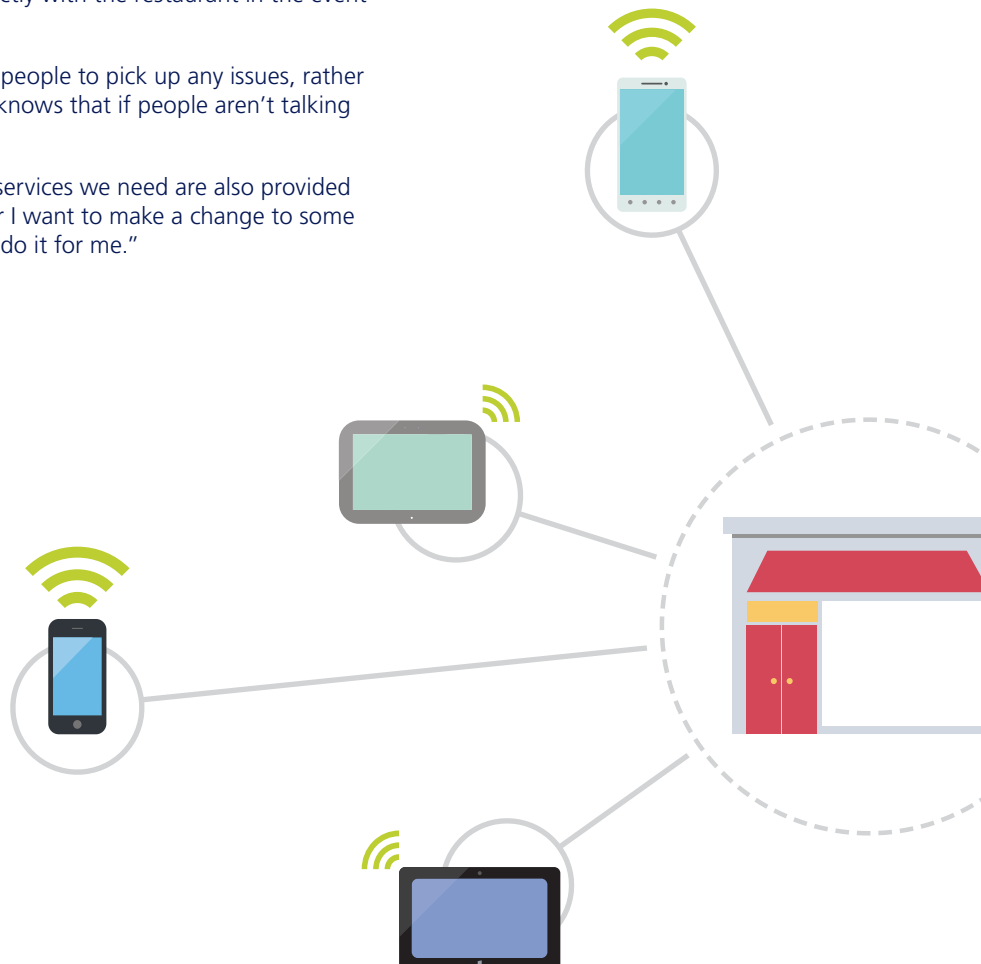 ctly with the restaurant in the event
people to pick up any issues, rather
knows that if people aren’t talking
services we need are also provided
r I want to make a change to some
do it for me.”